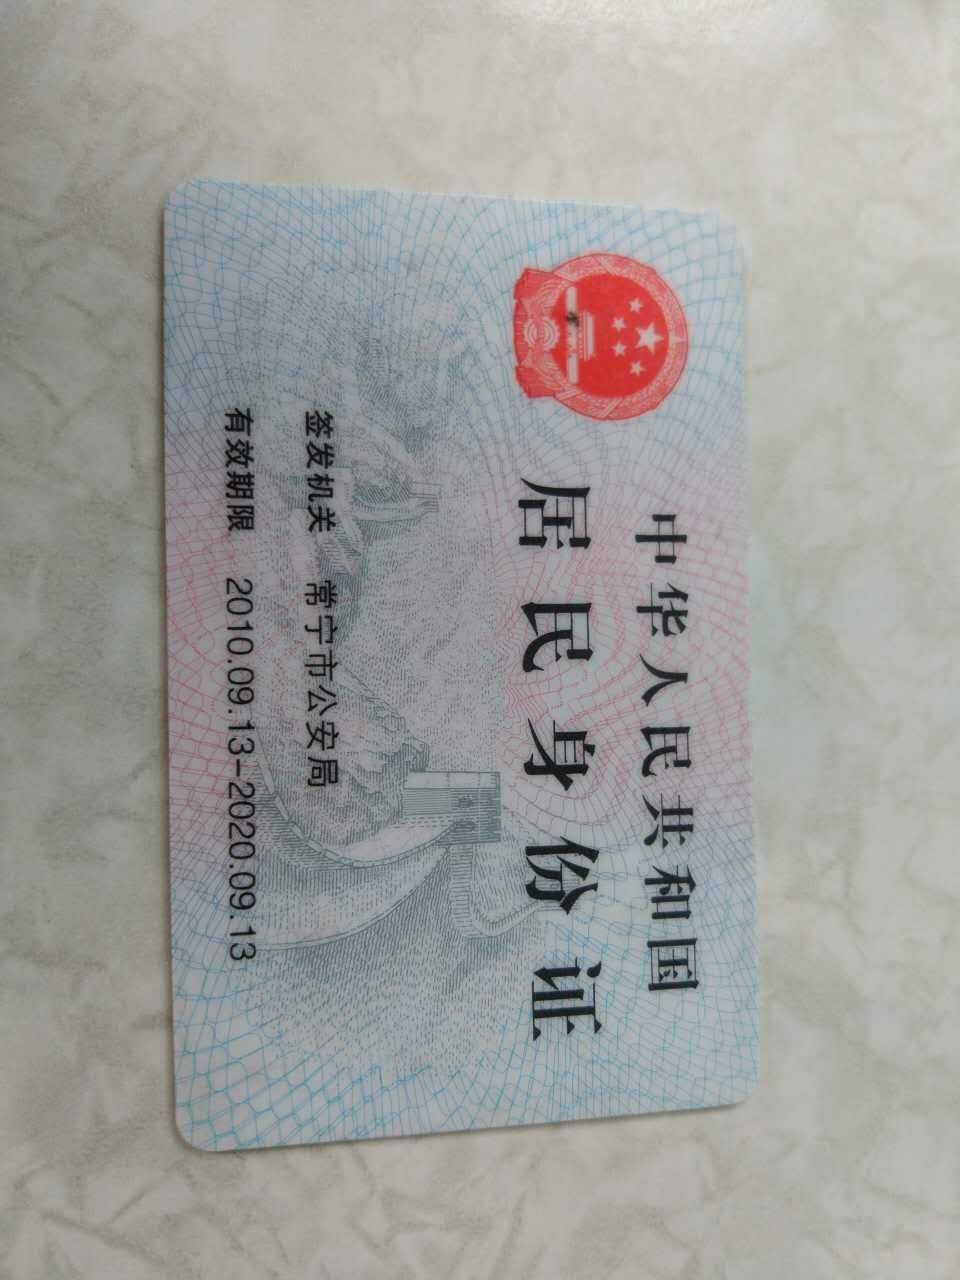 中华人民共和国
居民身份证
签发机关 常宁市公安局
有效期限 2010.09.13-2020.09.13